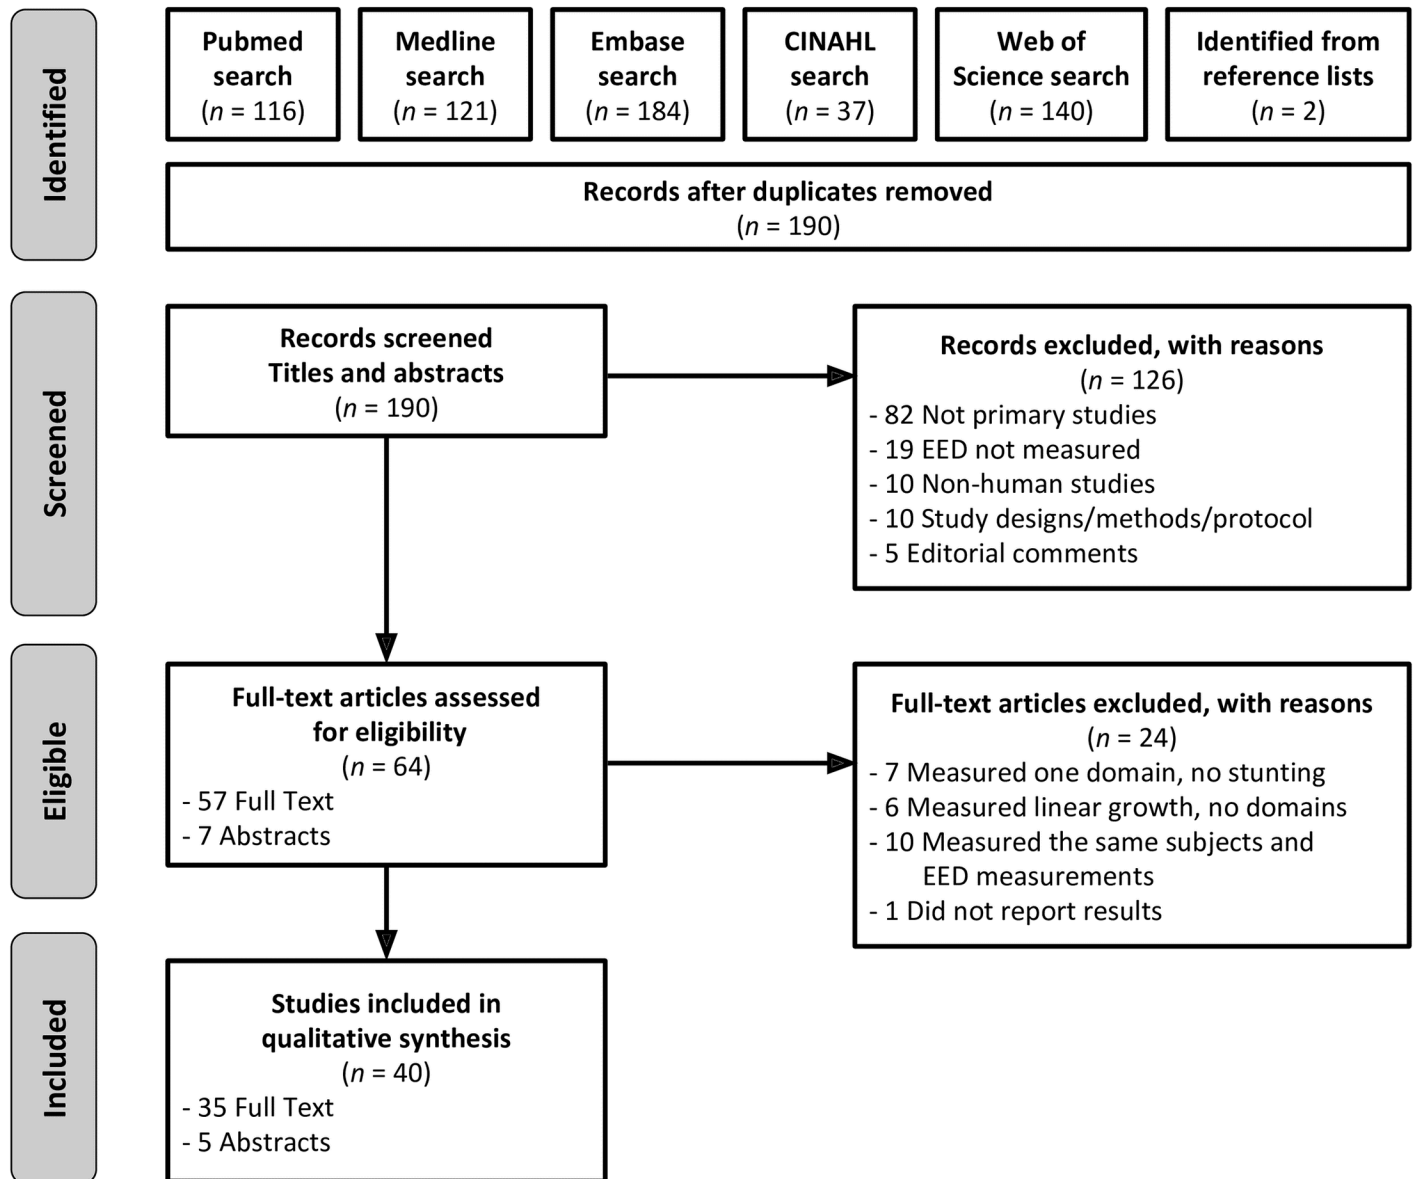 Identified
Pubmed
search
(n = 116)
Medline
search
(n = 121)
Embase
search
(n = 184)
CINAHL
search
(n = 37)
Web of
Science search
(n = 140)
Identified from
reference lists
(n = 2)
Records after duplicates removed
(n = 190)
Screened
Records screened
Titles and abstracts
(n = 190)
Records excluded, with reasons
(n = 126)
- 82 Not primary studies
- 19 EED not measured
- 10 Non-human studies
- 10 Study designs/methods/protocol
- 5 Editorial comments
Eligible
Full-text articles assessed
for eligibility
(n = 64)
- 57 Full Text
- 7 Abstracts
Full-text articles excluded, with reasons
(n = 24)
- 7 Measured one domain, no stunting
- 6 Measured linear growth, no domains
- 10 Measured the same subjects and
EED measurements
- 1 Did not report results
Included
Studies included in
qualitative synthesis
(n = 40)
- 35 Full Text
- 5 Abstracts